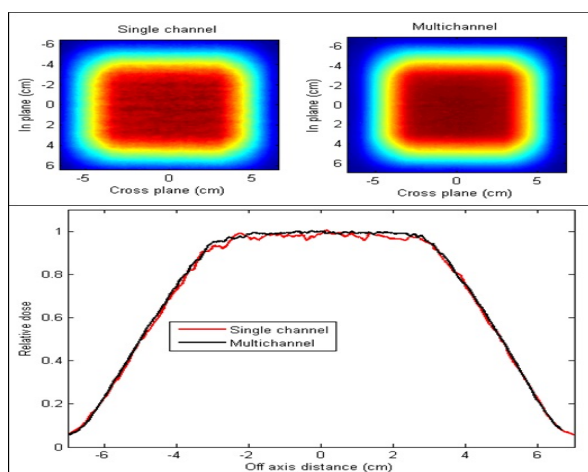 Single channel
Multichannel
In plane (cm)
-6
-4
-2
0
2
4
6
-5 0 5
Cross plane (cm)
In plane (cm)
-6
-4
-2
0
2
4
6
-5 0 5
Cross plane (cm)
Relative dose
1
0.8
0.6
0.4
0.2
0
Single channel
Multichannel
-6 -4 -2 0 2 4 6
Off axis distance (cm)